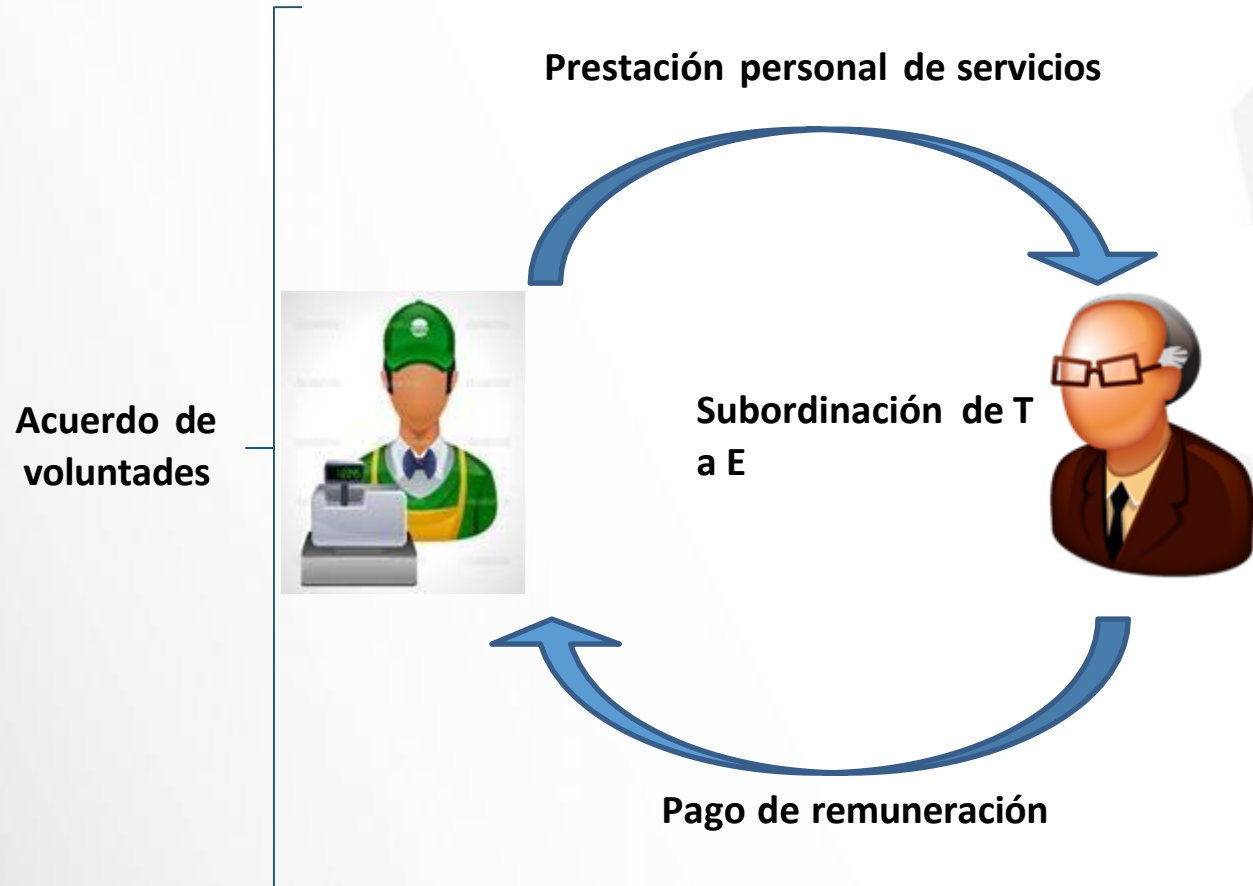 Prestación personal de servicios
Acuerdo de
voluntades
Subordinación de T
a E
Pago de remuneración